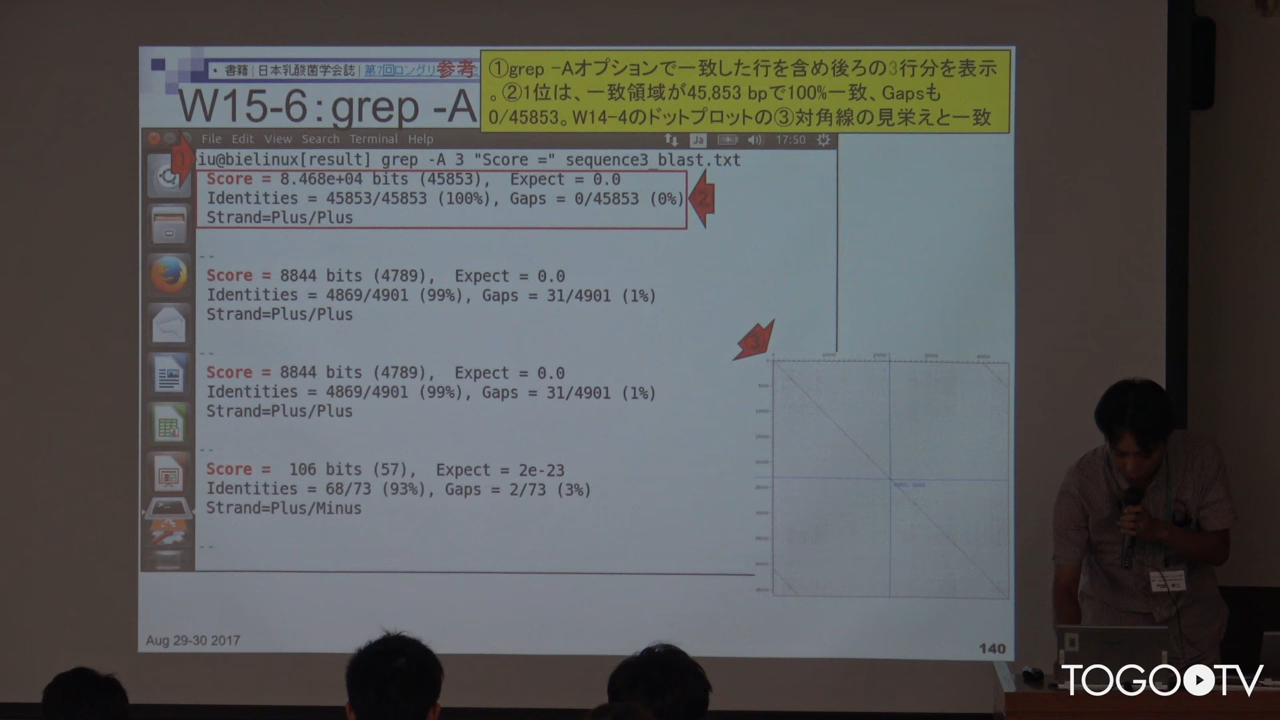 ・書籍 | 日本乳酸菌学会誌 | 第7回ロングリ
参考
W15-6：grep -A
①grep -Aオプションで一致した行を含め後ろの3行分を表示
。②1位は、一致領域が45,853 bpで100%一致、Gapsも
0/45853。W14-4のドットプロットの③対角線の見栄えと一致
File Edit View Search Terminal Help
Ja 17:50
iu@bielinux[result] grep -A 3 "Score =" sequence3_blast.txt
①
Score = 8.468e+04 bits (45853), Expect = 0.0
Identities = 45853/45853 (100%), Gaps = 0/45853 (0%)
Strand=Plus/Plus
②
--
Score = 8844 bits (4789), Expect = 0.0
Identities = 4869/4901 (99%), Gaps = 31/4901 (1%)
Strand=Plus/Plus
--
Score = 8844 bits (4789), Expect = 0.0
Identities = 4869/4901 (99%), Gaps = 31/4901 (1%)
Strand=Plus/Plus
--
Score = 106 bits (57), Expect = 2e-23
Identities = 68/73 (93%), Gaps = 2/73 (3%)
Strand=Plus/Minus
--
③
Aug 29-30 2017
140
TOGO TV